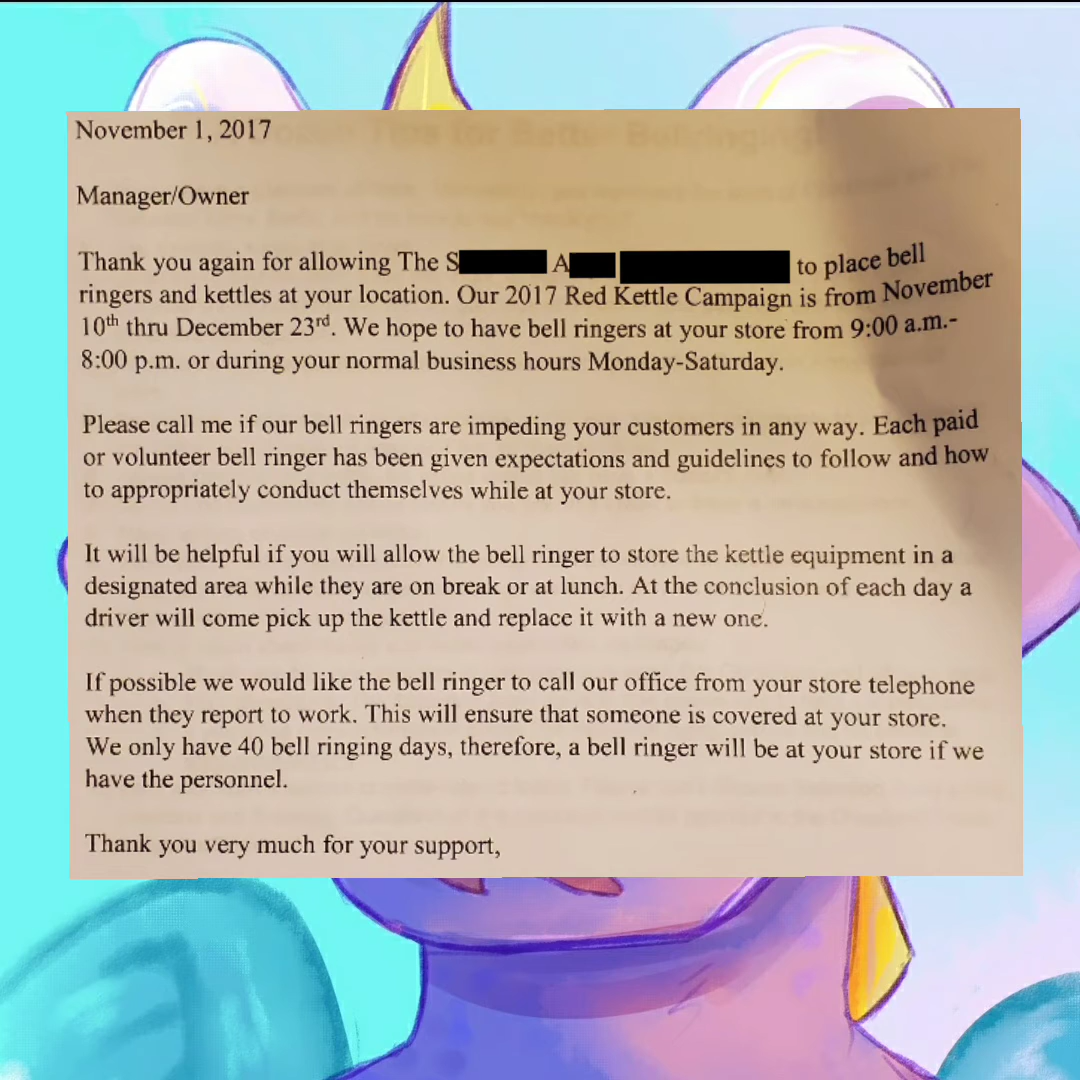 November 1, 2017
Manager/Owner
Thank you again for allowing The S A to place bell
ringers and kettles at your location. Our 2017 Red Kettle Campaign is from November
10th thru December 23rd. We hope to have bell ringers at your store from 9:00 a.m.-
8:00 p.m. or during your normal business hours Monday-Saturday.
Please call me if our bell ringers are impeding your customers in any way. Each paid
or volunteer bell ringer has been given expectations and guidelines to follow and how
to appropriately conduct themselves while at your store.
It will be helpful if you will allow the bell ringer to store the kettle equipment in a
designated area while they are on break or at lunch. At the conclusion of each day a
driver will come pick up the kettle and replace it with a new one.
If possible we would like the bell ringer to call our office from your store telephone
when they report to work. This will ensure that someone is covered at your store.
We only have 40 bell ringing days, therefore, a bell ringer will be at your store if we
have the personnel.
Thank you very much for your support,